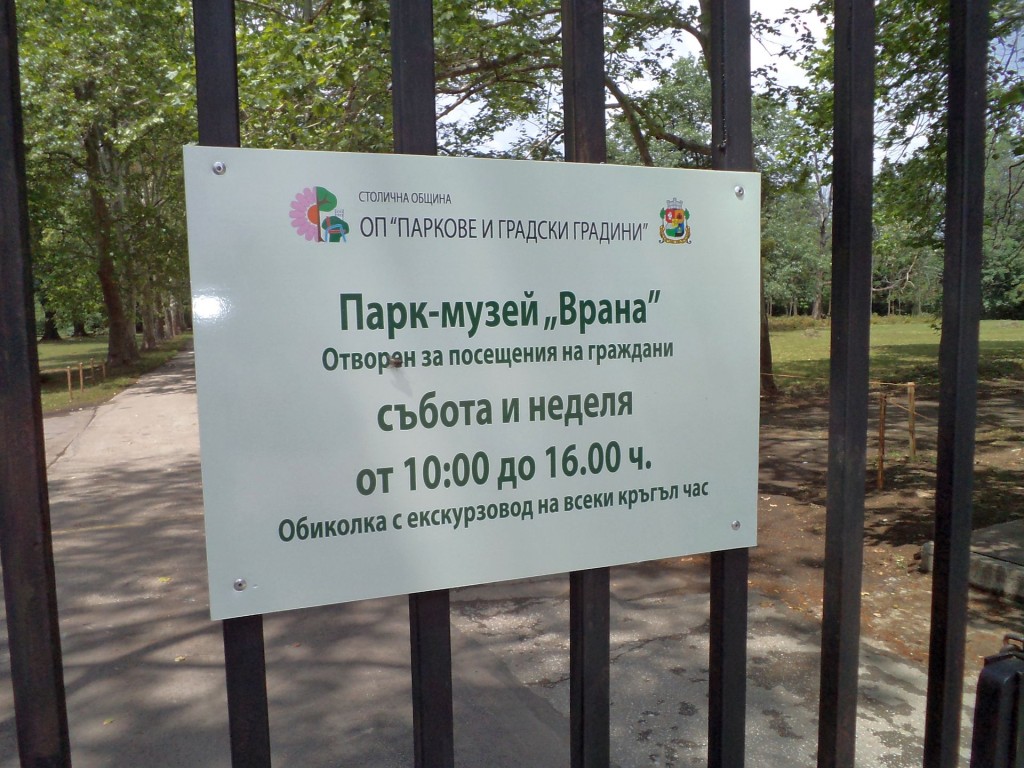 СТОЛИЧНА ОБЩИНА
ОП "ПАРКОВЕ И ГРАДСКИ ГРАДИНИ"
Парк-музей „Врана”
Отворен за посещения на граждани
събота и неделя
от 10:00 до 16.00 ч.
Обиколка с екскурзовод на всеки кръгъл час